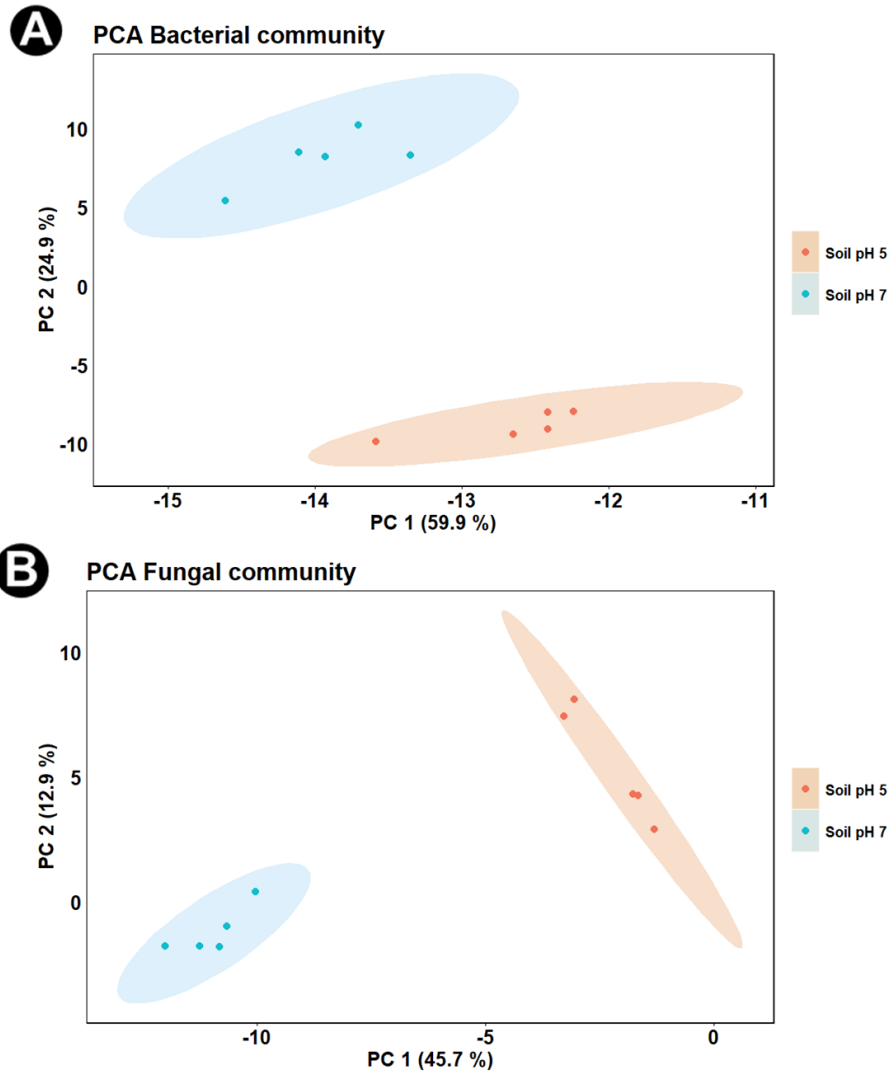 A
PCA Bacterial community
10
5
0
-5
-10
PC 2 (24.9 %)
-15 -14 -13 -12 -11
PC 1 (59.9 %)
Soil pH 5
Soil pH 7
B
PCA Fungal community
10
5
0
PC 2 (12.9 %)
-10 -5 0
PC 1 (45.7 %)
Soil pH 5
Soil pH 7